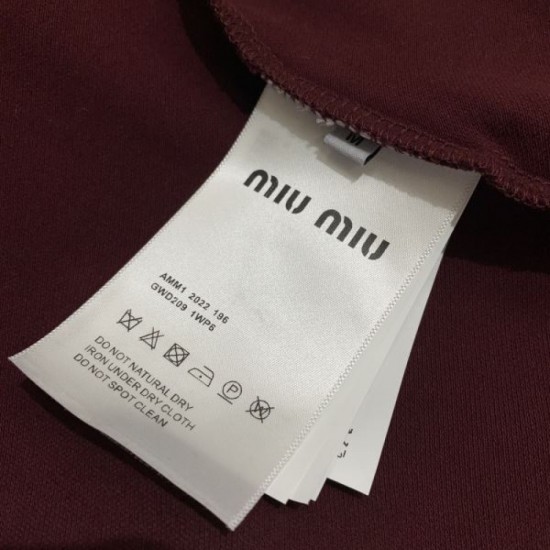 M
miu miu
AMM1 2022 196
GWD209 1WP6
DO NOT NATURAL DRY
IRON UNDER DRY CLOTH
DO NOT SPOT CLEAN